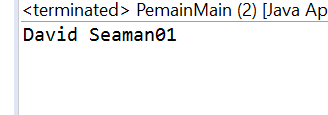 <terminated> PemainMain (2) [Java Ap
David Seaman01